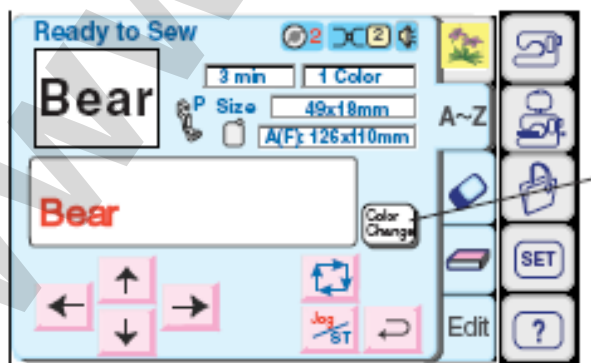 Ready to Sew
2 2
Bear
3 min 1 Color
P Size 49x18mm
A(F): 126x110mm
A~Z
Bear
Color
Change
SET
Jog
ST
Edit
?